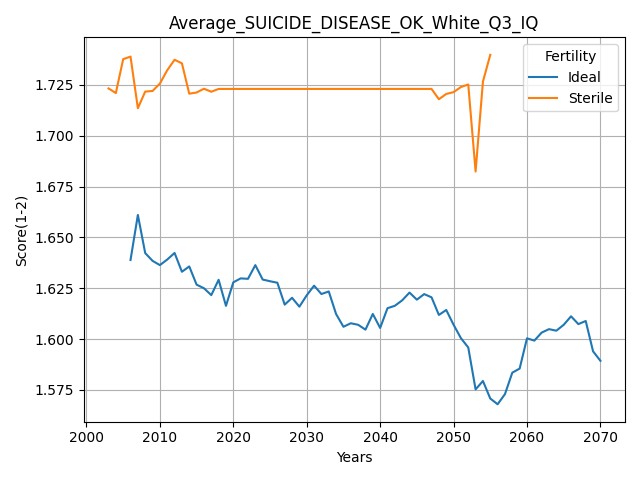 Average_SUICIDE_DISEASE_OK_White_Q3_IQ
Fertility
Ideal
Sterile
Score(1-2)
1.725
1.700
1.675
1.650
1.625
1.600
1.575
2000 2010 2020 2030 2040 2050 2060 2070
Years